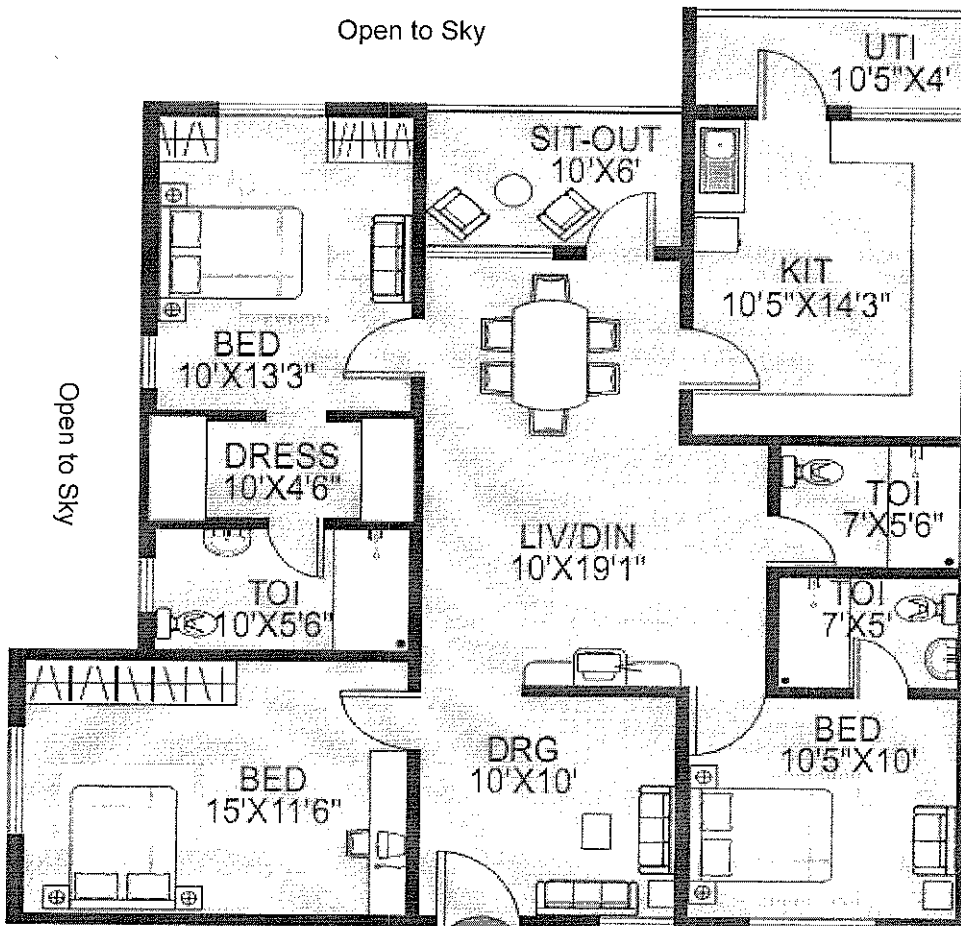 Open to Sky
UTI
10'5"X4'
SIT-OUT
10'X6'
KIT
10'5"X14'3"
BED
10'X13'3"
Open to Sky
DRESS
10'X4'6"
LIV/DIN
10'X19'1"
TOI
7'X5'6"
TOI
10'X5'6"
TOI
7'X5'
BED
15'X11'6"
DRG
10'X10'
BED
10'5"X10'